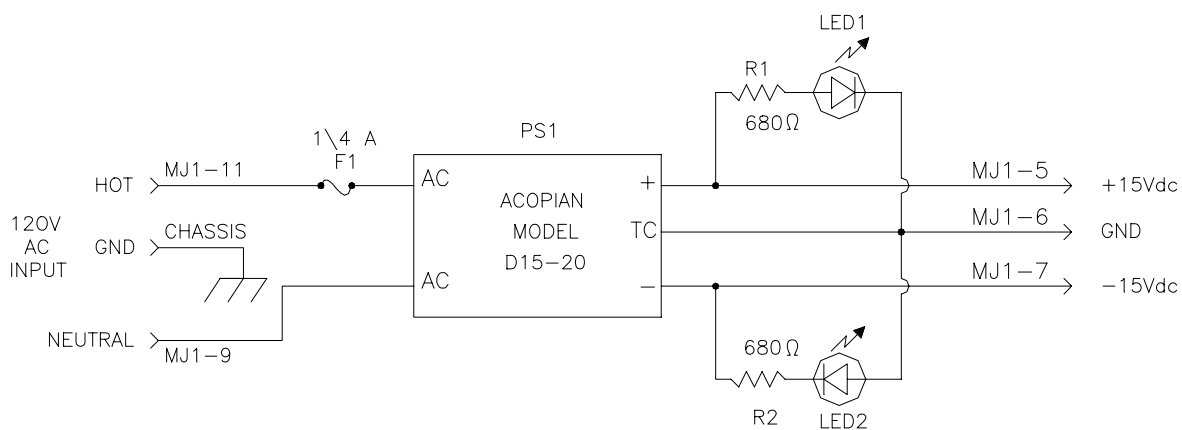 LED1
R1
680Ω
PS1
1\4 A
F1
HOT
MJ1-11
AC
+
MJ1-5
+15Vdc
ACOPIAN
MODEL
D15-20
120V
AC
INPUT
GND
CHASSIS
TC
MJ1-6
GND
AC
−
MJ1-7
-15Vdc
NEUTRAL
MJ1-9
680Ω
R2
LED2